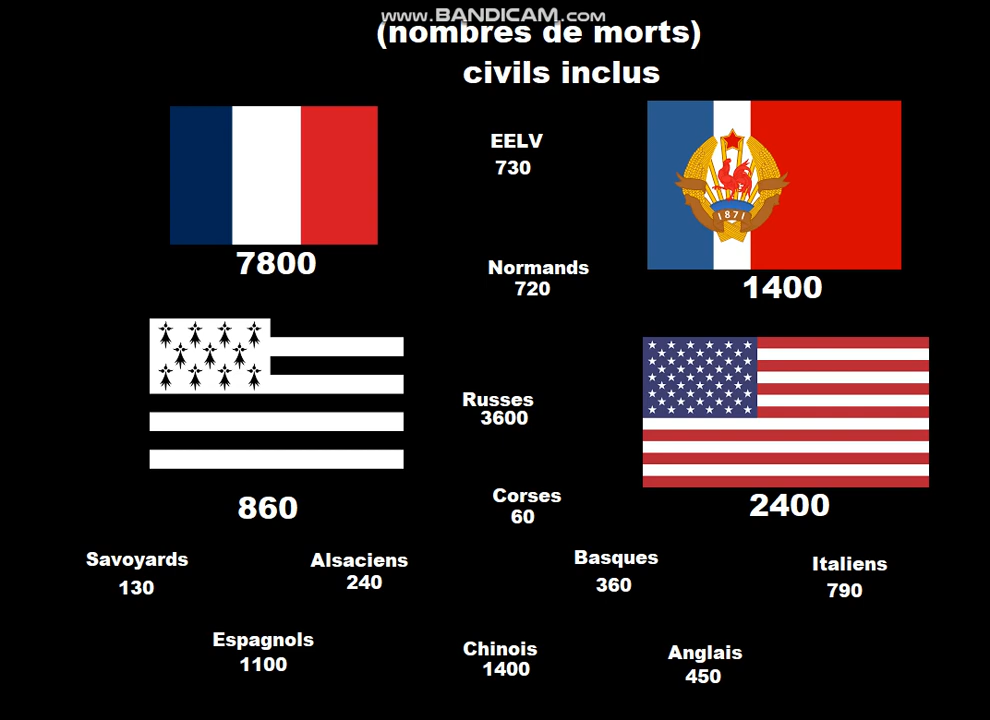 www.BANDICAM.com
(nombres de morts)
civils inclus
EELV
730
1871
7800
Normands
720
1400
Russes
3600
860
Corses
60
2400
Savoyards
130
Alsaciens
240
Basques
360
Italiens
790
Espagnols
1100
Chinois
1400
Anglais
450